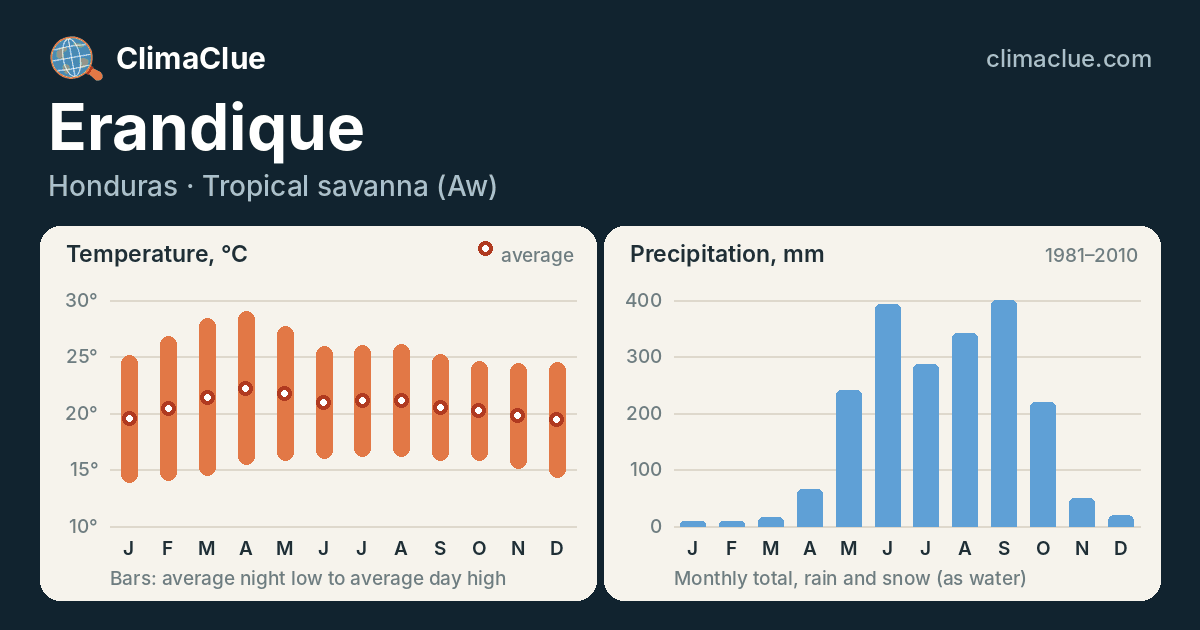 ClimaClue
climaclue.com
Erandique
Honduras · Tropical savanna (Aw)
Temperature, °C
average
30°
25°
20°
15°
10°
J F M A M J J A S O N D
Bars: average night low to average day high
Precipitation, mm
1981–2010
400
300
200
100
0
J F M A M J J A S O N D
Monthly total, rain and snow (as water)